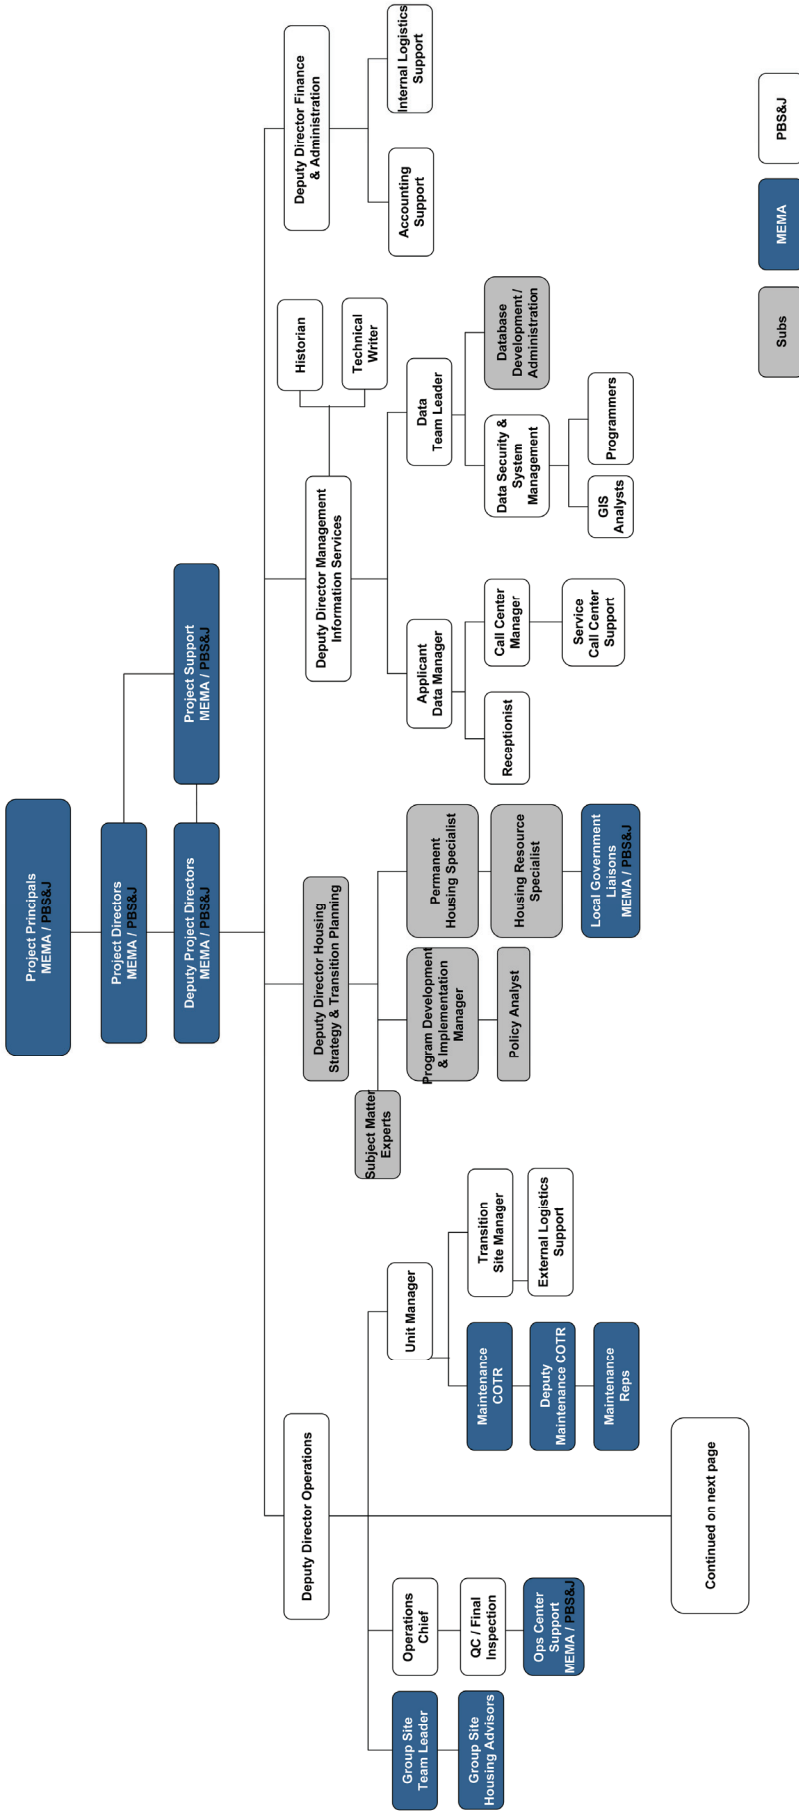 Project Principals
MEMA / PBS&J
Project Directors
MEMA / PBS&J
Deputy Project Directors
MEMA / PBS&J
Project Support
MEMA / PBS&J
Deputy Director Operations
Group Site
Team Leader
Group Site
Housing Advisors
Operations
Chief
QC / Final
Inspection
Ops Center
Support
MEMA / PBS&J
Unit Manager
Maintenance
COTR
Deputy
Maintenance COTR
Maintenance
Reps
Transition
Site Manager
External Logistics
Support
Continued on next page
Deputy Director Housing
Strategy & Transition Planning
Subject Matter
Experts
Program Development
& Implementation
Manager
Policy Analyst
Permanent
Housing Specialist
Housing Resource
Specialist
Local Government
Liaisons
MEMA / PBS&J
Deputy Director Management
Information Services
Historian
Technical
Writer
Applicant
Data Manager
Receptionist
Call Center
Manager
Service
Call Center
Support
Data
Team Leader
Data Security &
System
Management
GIS
Analysts
Programmers
Database
Development /
Administration
Deputy Director Finance
& Administration
Accounting
Support
Internal Logistics
Support
Subs
MEMA
PBS&J